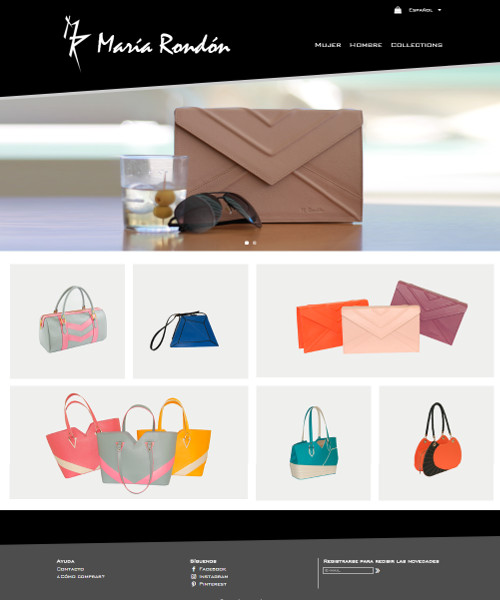 Español
María Rondón
Mujer Hombre Collections
Ayuda
Contacto
¿Cómo comprar?
Síguenos
Facebook
Instagram
Pinterest
Registrarse para recibir las novedades
E-mail